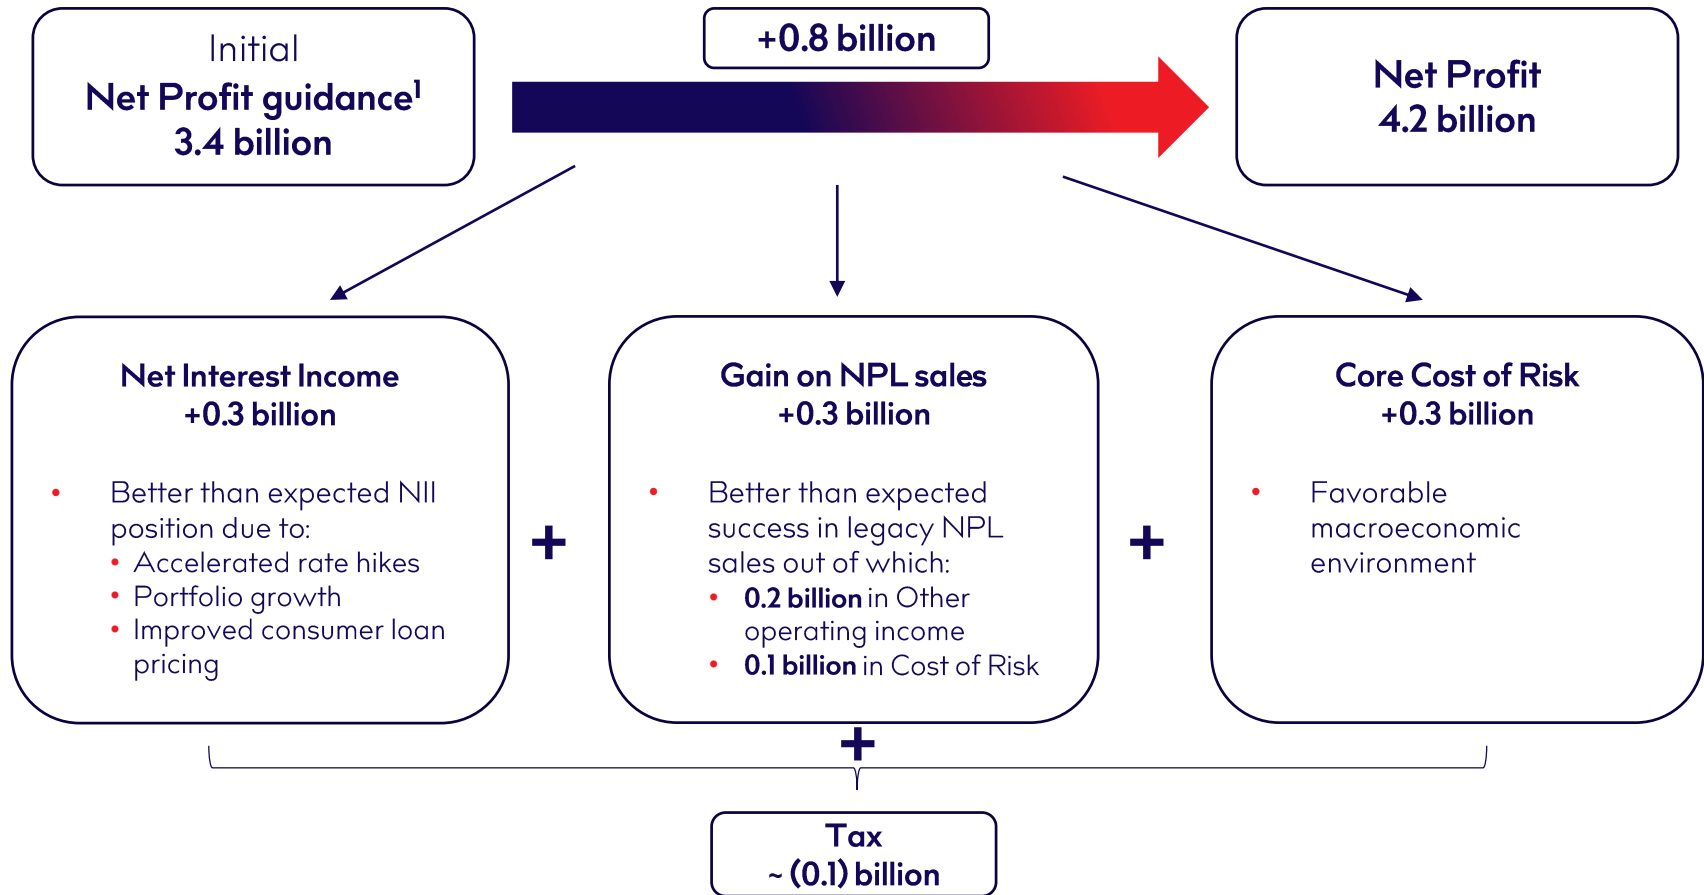 Initial
Net Profit guidance¹
3.4 billion
+0.8 billion
Net Profit
4.2 billion
Net Interest Income
+0.3 billion
• Better than expected NII
position due to:
• Accelerated rate hikes
• Portfolio growth
• Improved consumer loan
pricing
+
Gain on NPL sales
+0.3 billion
• Better than expected
success in legacy NPL
sales out of which:
• 0.2 billion in Other
operating income
• 0.1 billion in Cost of Risk
+
Core Cost of Risk
+0.3 billion
• Favorable
macroeconomic
environment
+
Tax
~ (0.1) billion